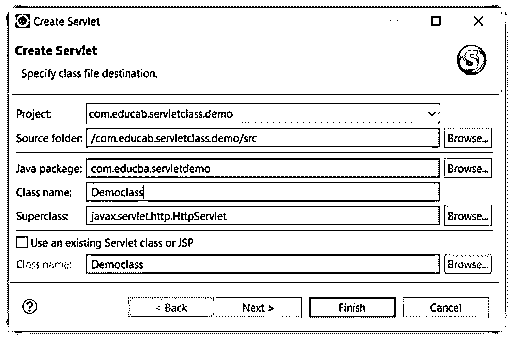 Create Servlet
Create Servlet
Specify class file destination.
Project: com.educab.servletclass.demo
Source folder: /com.educab.servletclass.demo/src Browse...
Java package: com.educba.servletdemo Browse...
Class name: Democlass
Superclass: javax.servlet.http.HttpServlet Browse...
Use an existing Servlet class or JSP
Class name: Democlass Browse...
< Back Next > Finish Cancel